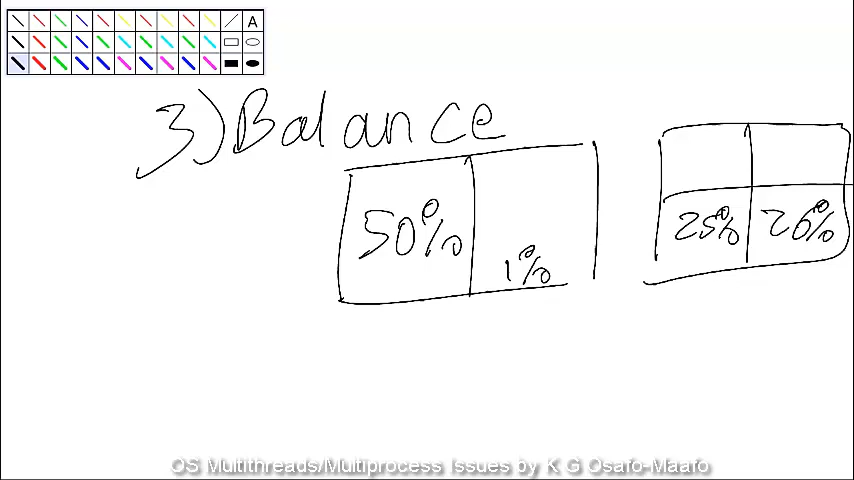 A
3) Balance
50%
1%
25%
26%
OS Multithreads/Multiprocess Issues by K G Osafo-Maafo